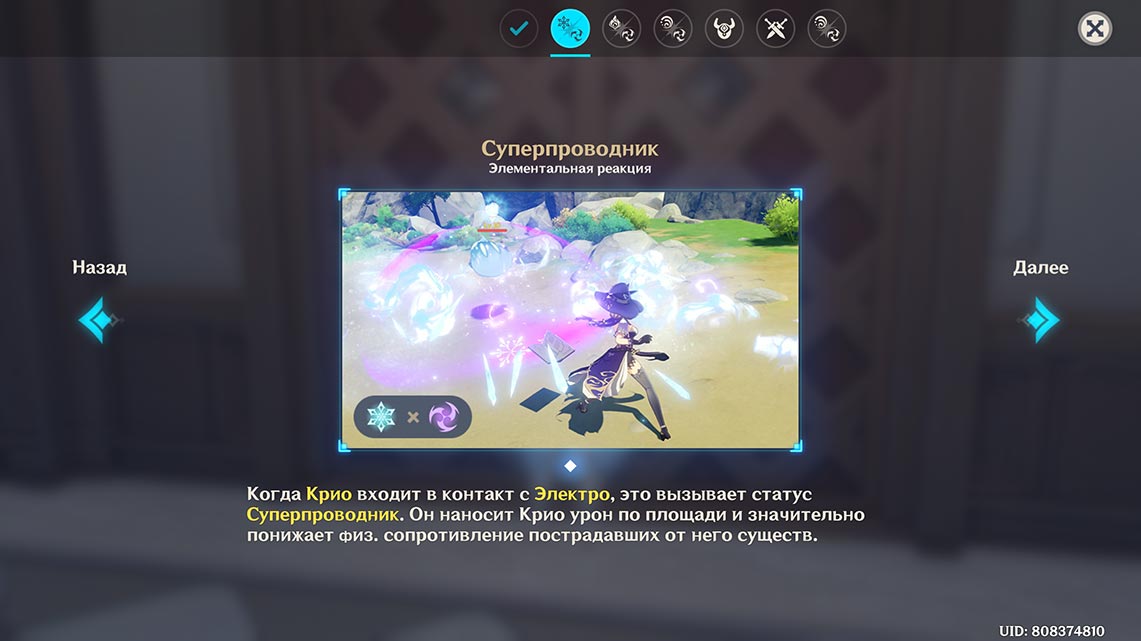 Суперпроводник
Элементальная реакция
Назад
Далее
Когда Крио входит в контакт с Электро, это вызывает статус
Суперпроводник. Он наносит Крио урон по площади и значительно
понижает физ. сопротивление пострадавших от него существ.
UID: 808374810